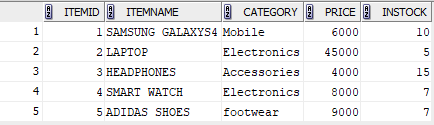 ITEMID ITEMNAME CATEGORY PRICE INSTOCK
1 1 SAMSUNG GALAXYS4 Mobile 6000 10
2 2 LAPTOP Electronics 45000 5
3 3 HEADPHONES Accessories 4000 15
4 4 SMART WATCH Electronics 8000 7
5 5 ADIDAS SHOES footwear 9000 7